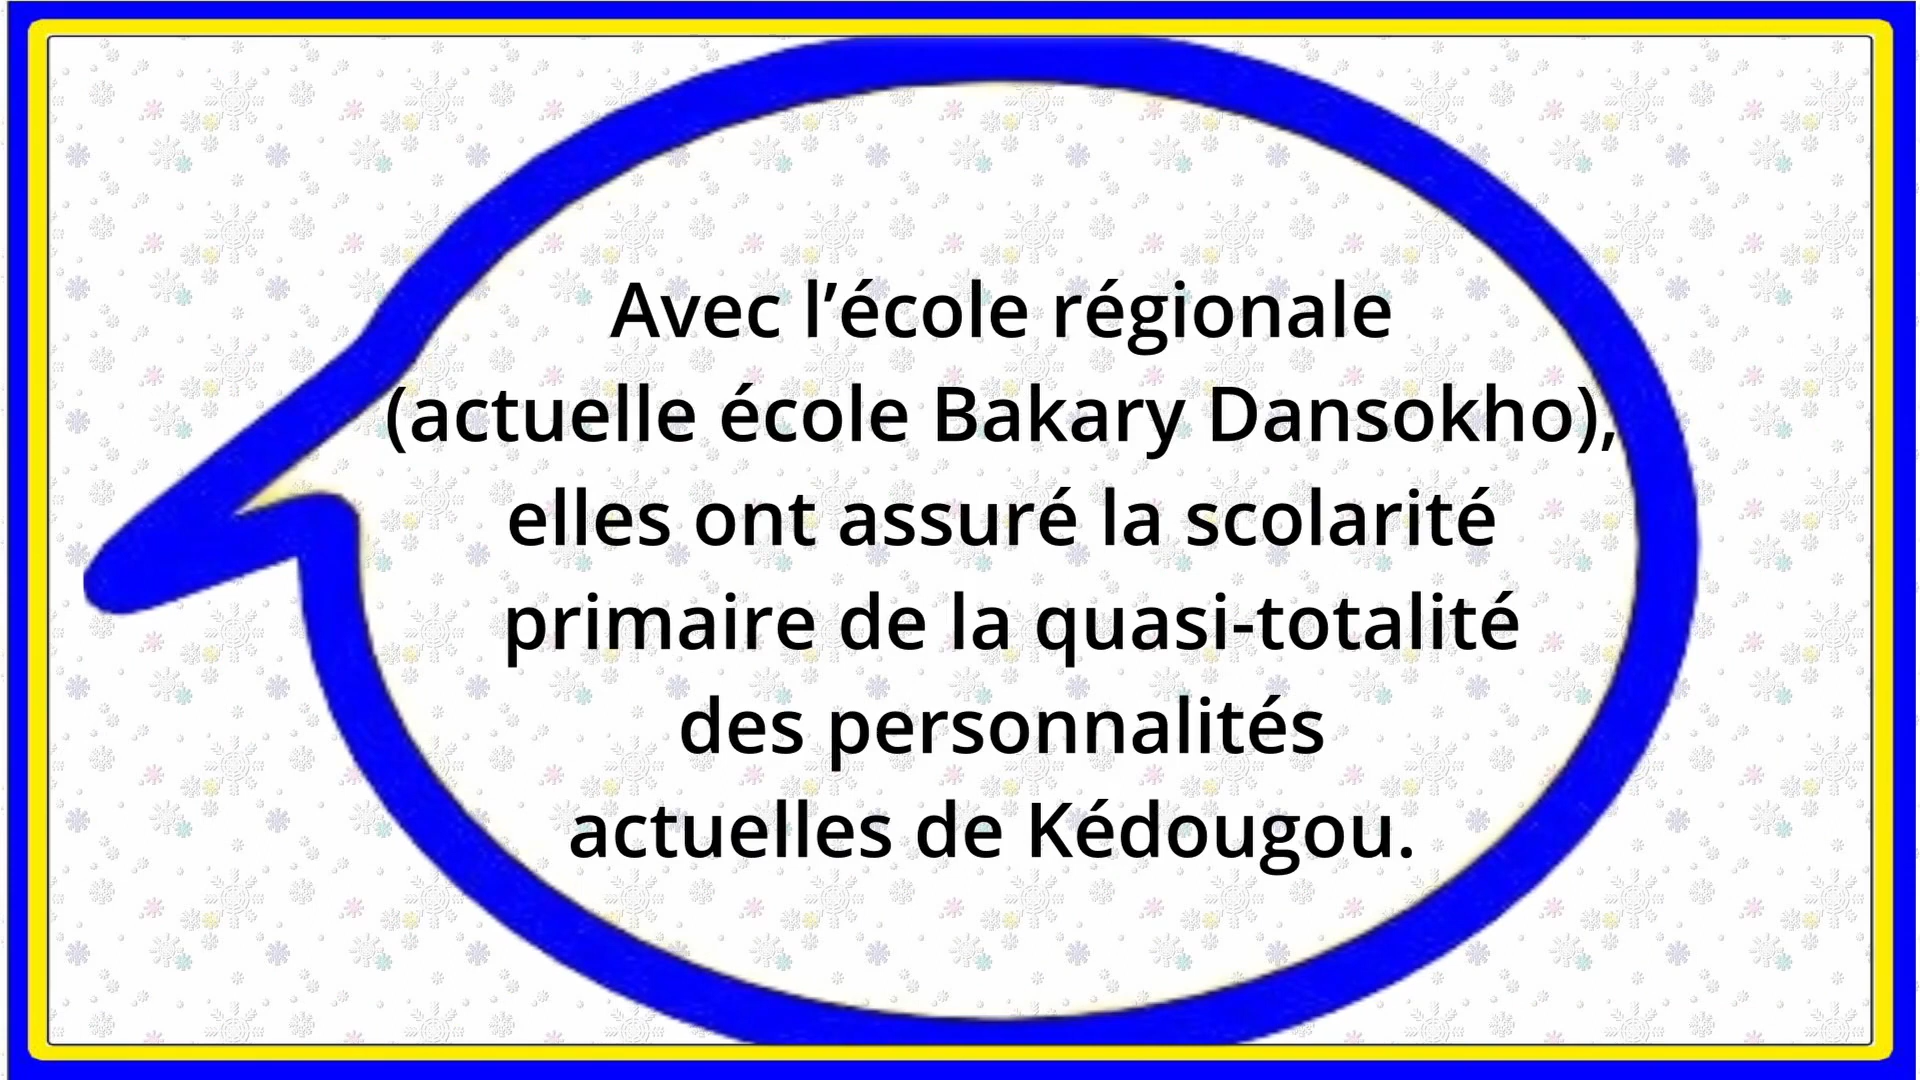 Avec l’école régionale
(actuelle école Bakary Dansokho),
elles ont assuré la scolarité
primaire de la quasi-totalité
des personnalités
actuelles de Kédougou.